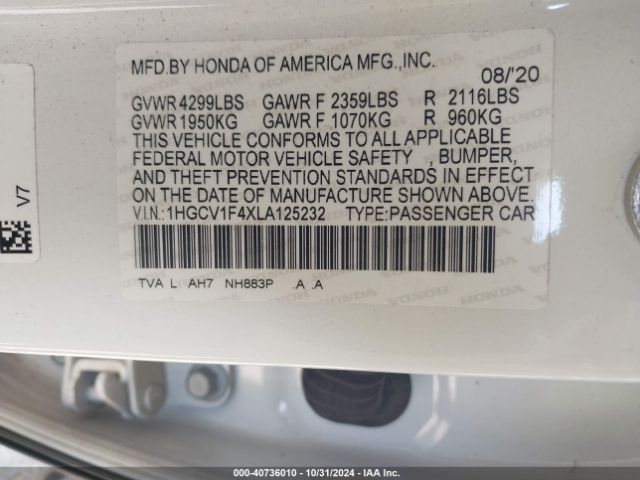 MFD.BY HONDA OF AMERICA MFG.,INC. 08/'20
GVWR 4299LBS GAWR F 2359LBS R 2116LBS
GVWR 1950KG GAWR F 1070KG R 960KG
THIS VEHICLE CONFORMS TO ALL APPLICABLE
FEDERAL MOTOR VEHICLE SAFETY , BUMPER,
AND THEFT PREVENTION STANDARDS IN EFFECT
ON THE DATE OF MANUFACTURE SHOWN ABOVE.
V.I.N.:1HGCV1F4XLA125232 TYPE:PASSENGER CAR
TVA L AH7 NH883P .A .A
V7
000-40736010 - 10/31/2024 - IAA Inc.